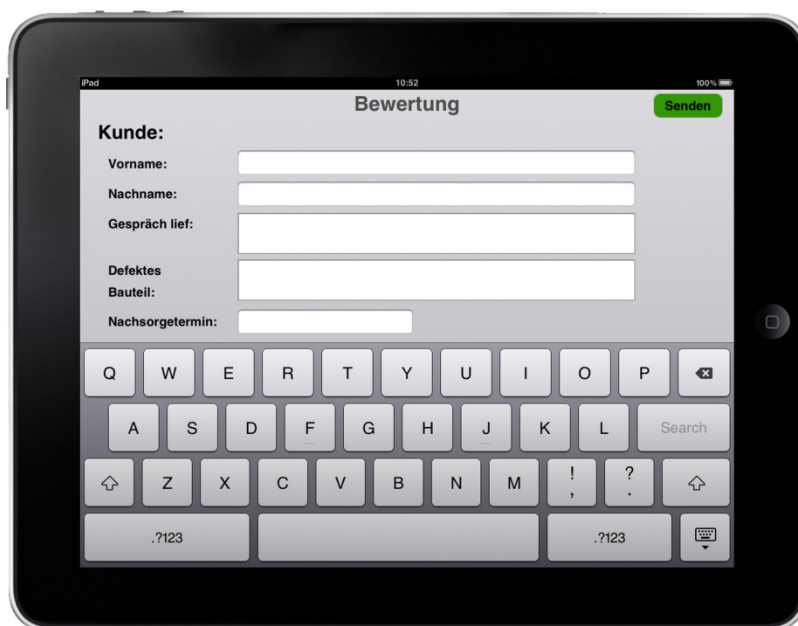 iPad 10:52 100%
Bewertung Senden
Kunde:
Vorname:
Nachname:
Gespräch lief:
Defektes
Bauteil:
Nachsorgetermin:
Q W E R T Y U I O P
A S D F G H J K L Search
Z X C V B N M ! , ? .
.?123 .?123